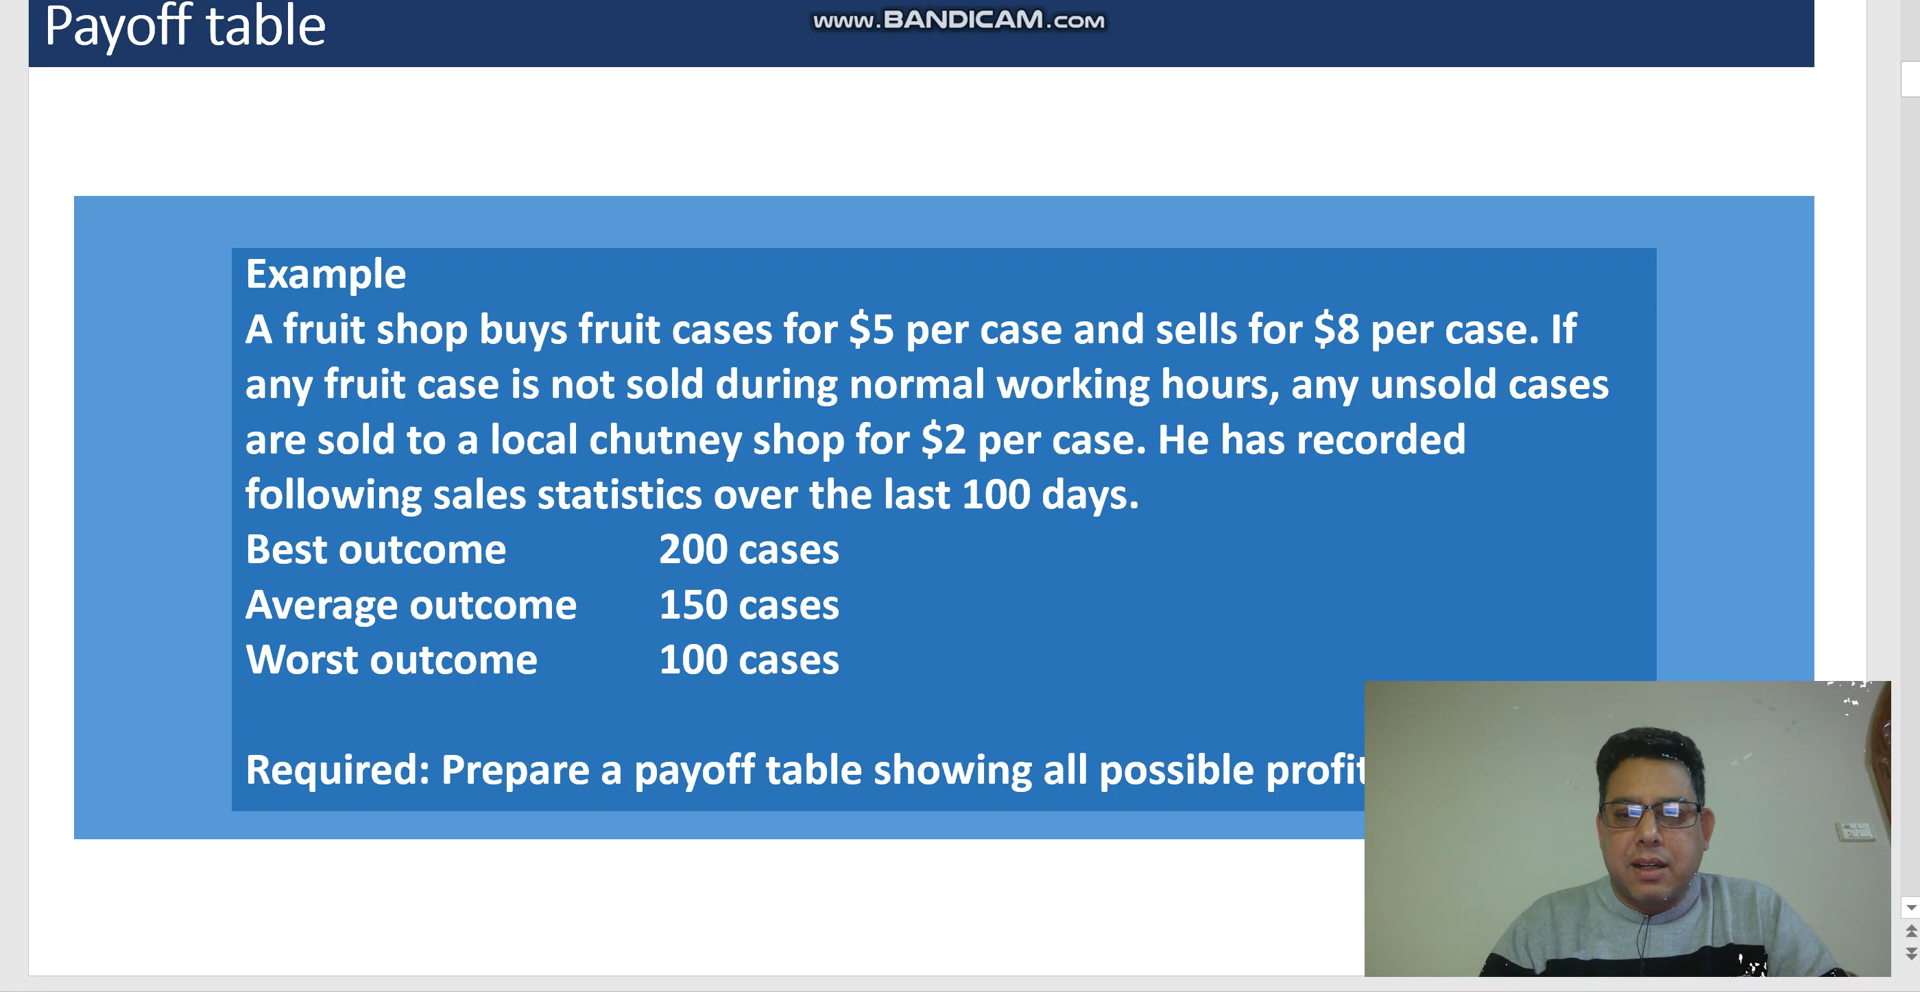 Payoff table
www.BANDICAM.com
Example
A fruit shop buys fruit cases for $5 per case and sells for $8 per case. If
any fruit case is not sold during normal working hours, any unsold cases
are sold to a local chutney shop for $2 per case. He has recorded
following sales statistics over the last 100 days.
Best outcome 200 cases
Average outcome 150 cases
Worst outcome 100 cases
Required: Prepare a payoff table showing all possible profit